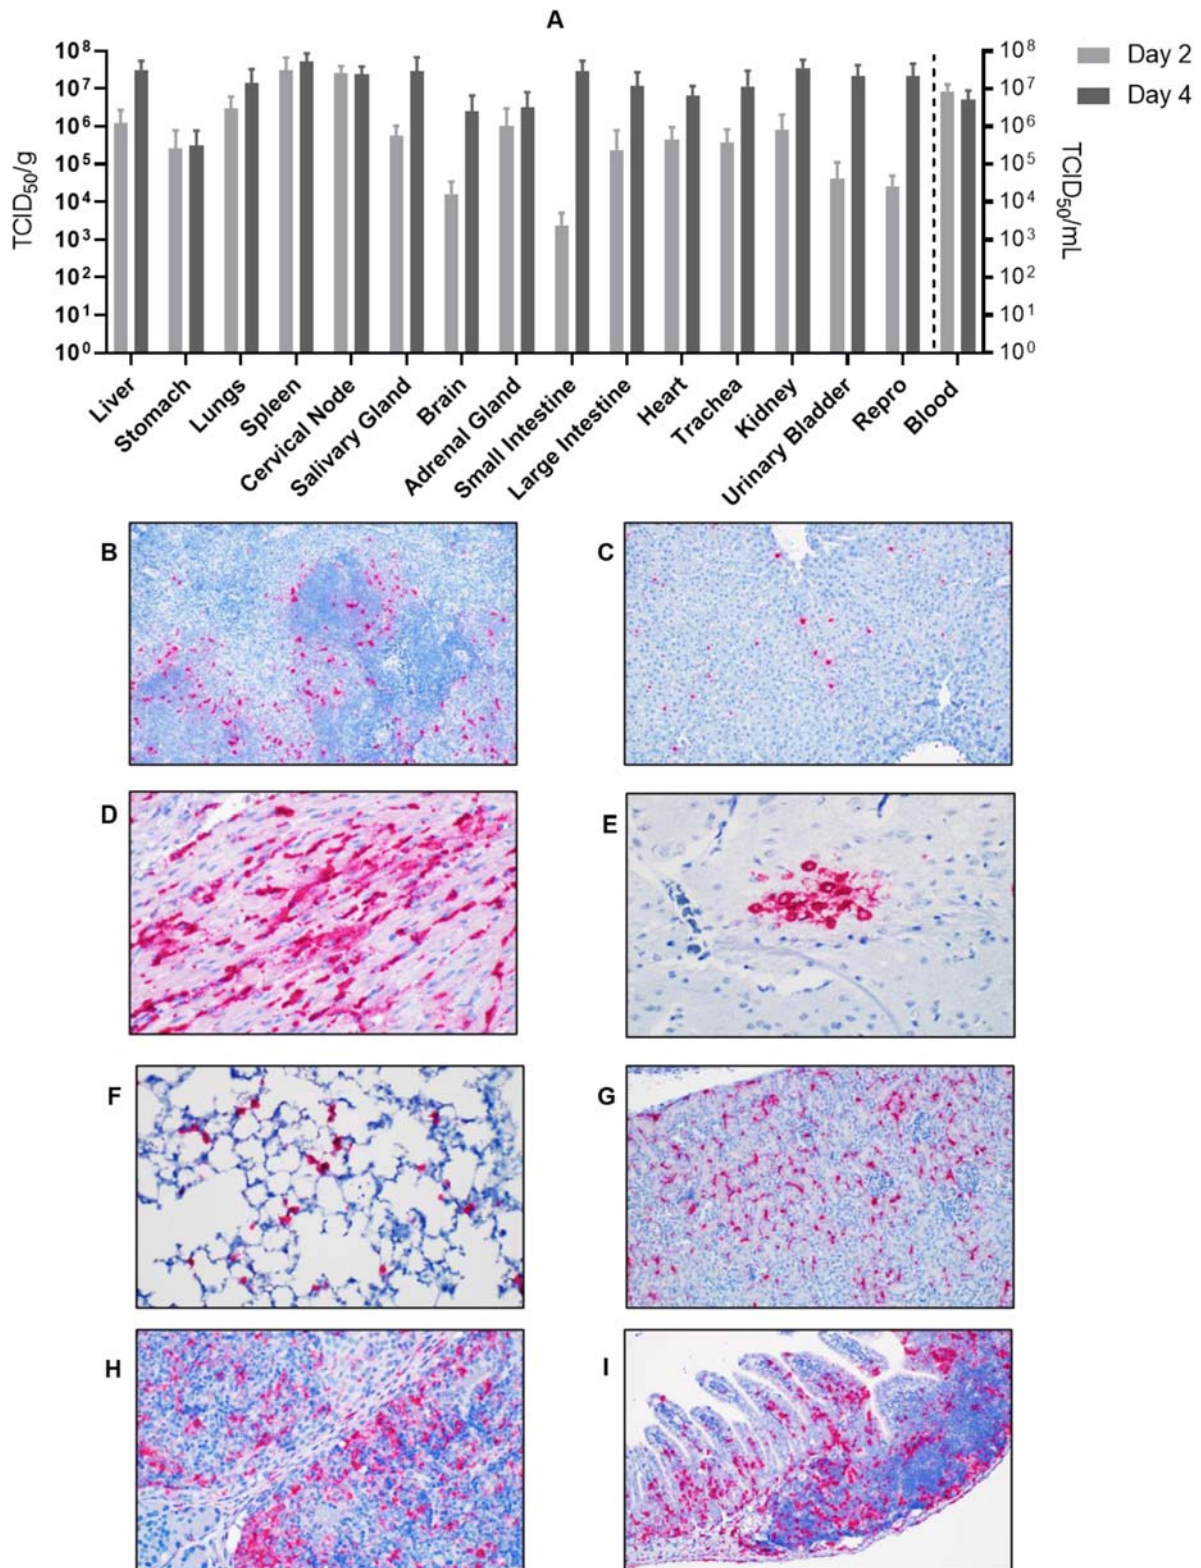 A
TCID50/g
10⁸
10⁷
10⁶
10⁵
10⁴
10³
10²
10¹
10⁰
10⁸
10⁷
10⁶
10⁵
10⁴
10³
10²
10¹
10⁰
TCID50/mL
Day 2
Day 4
Liver
Stomach
Lungs
Spleen
Cervical Node
Salivary Gland
Brain
Adrenal Gland
Small Intestine
Large Intestine
Heart
Trachea
Kidney
Urinary Bladder
Repro
Blood
B
C
D
E
F
G
H
I